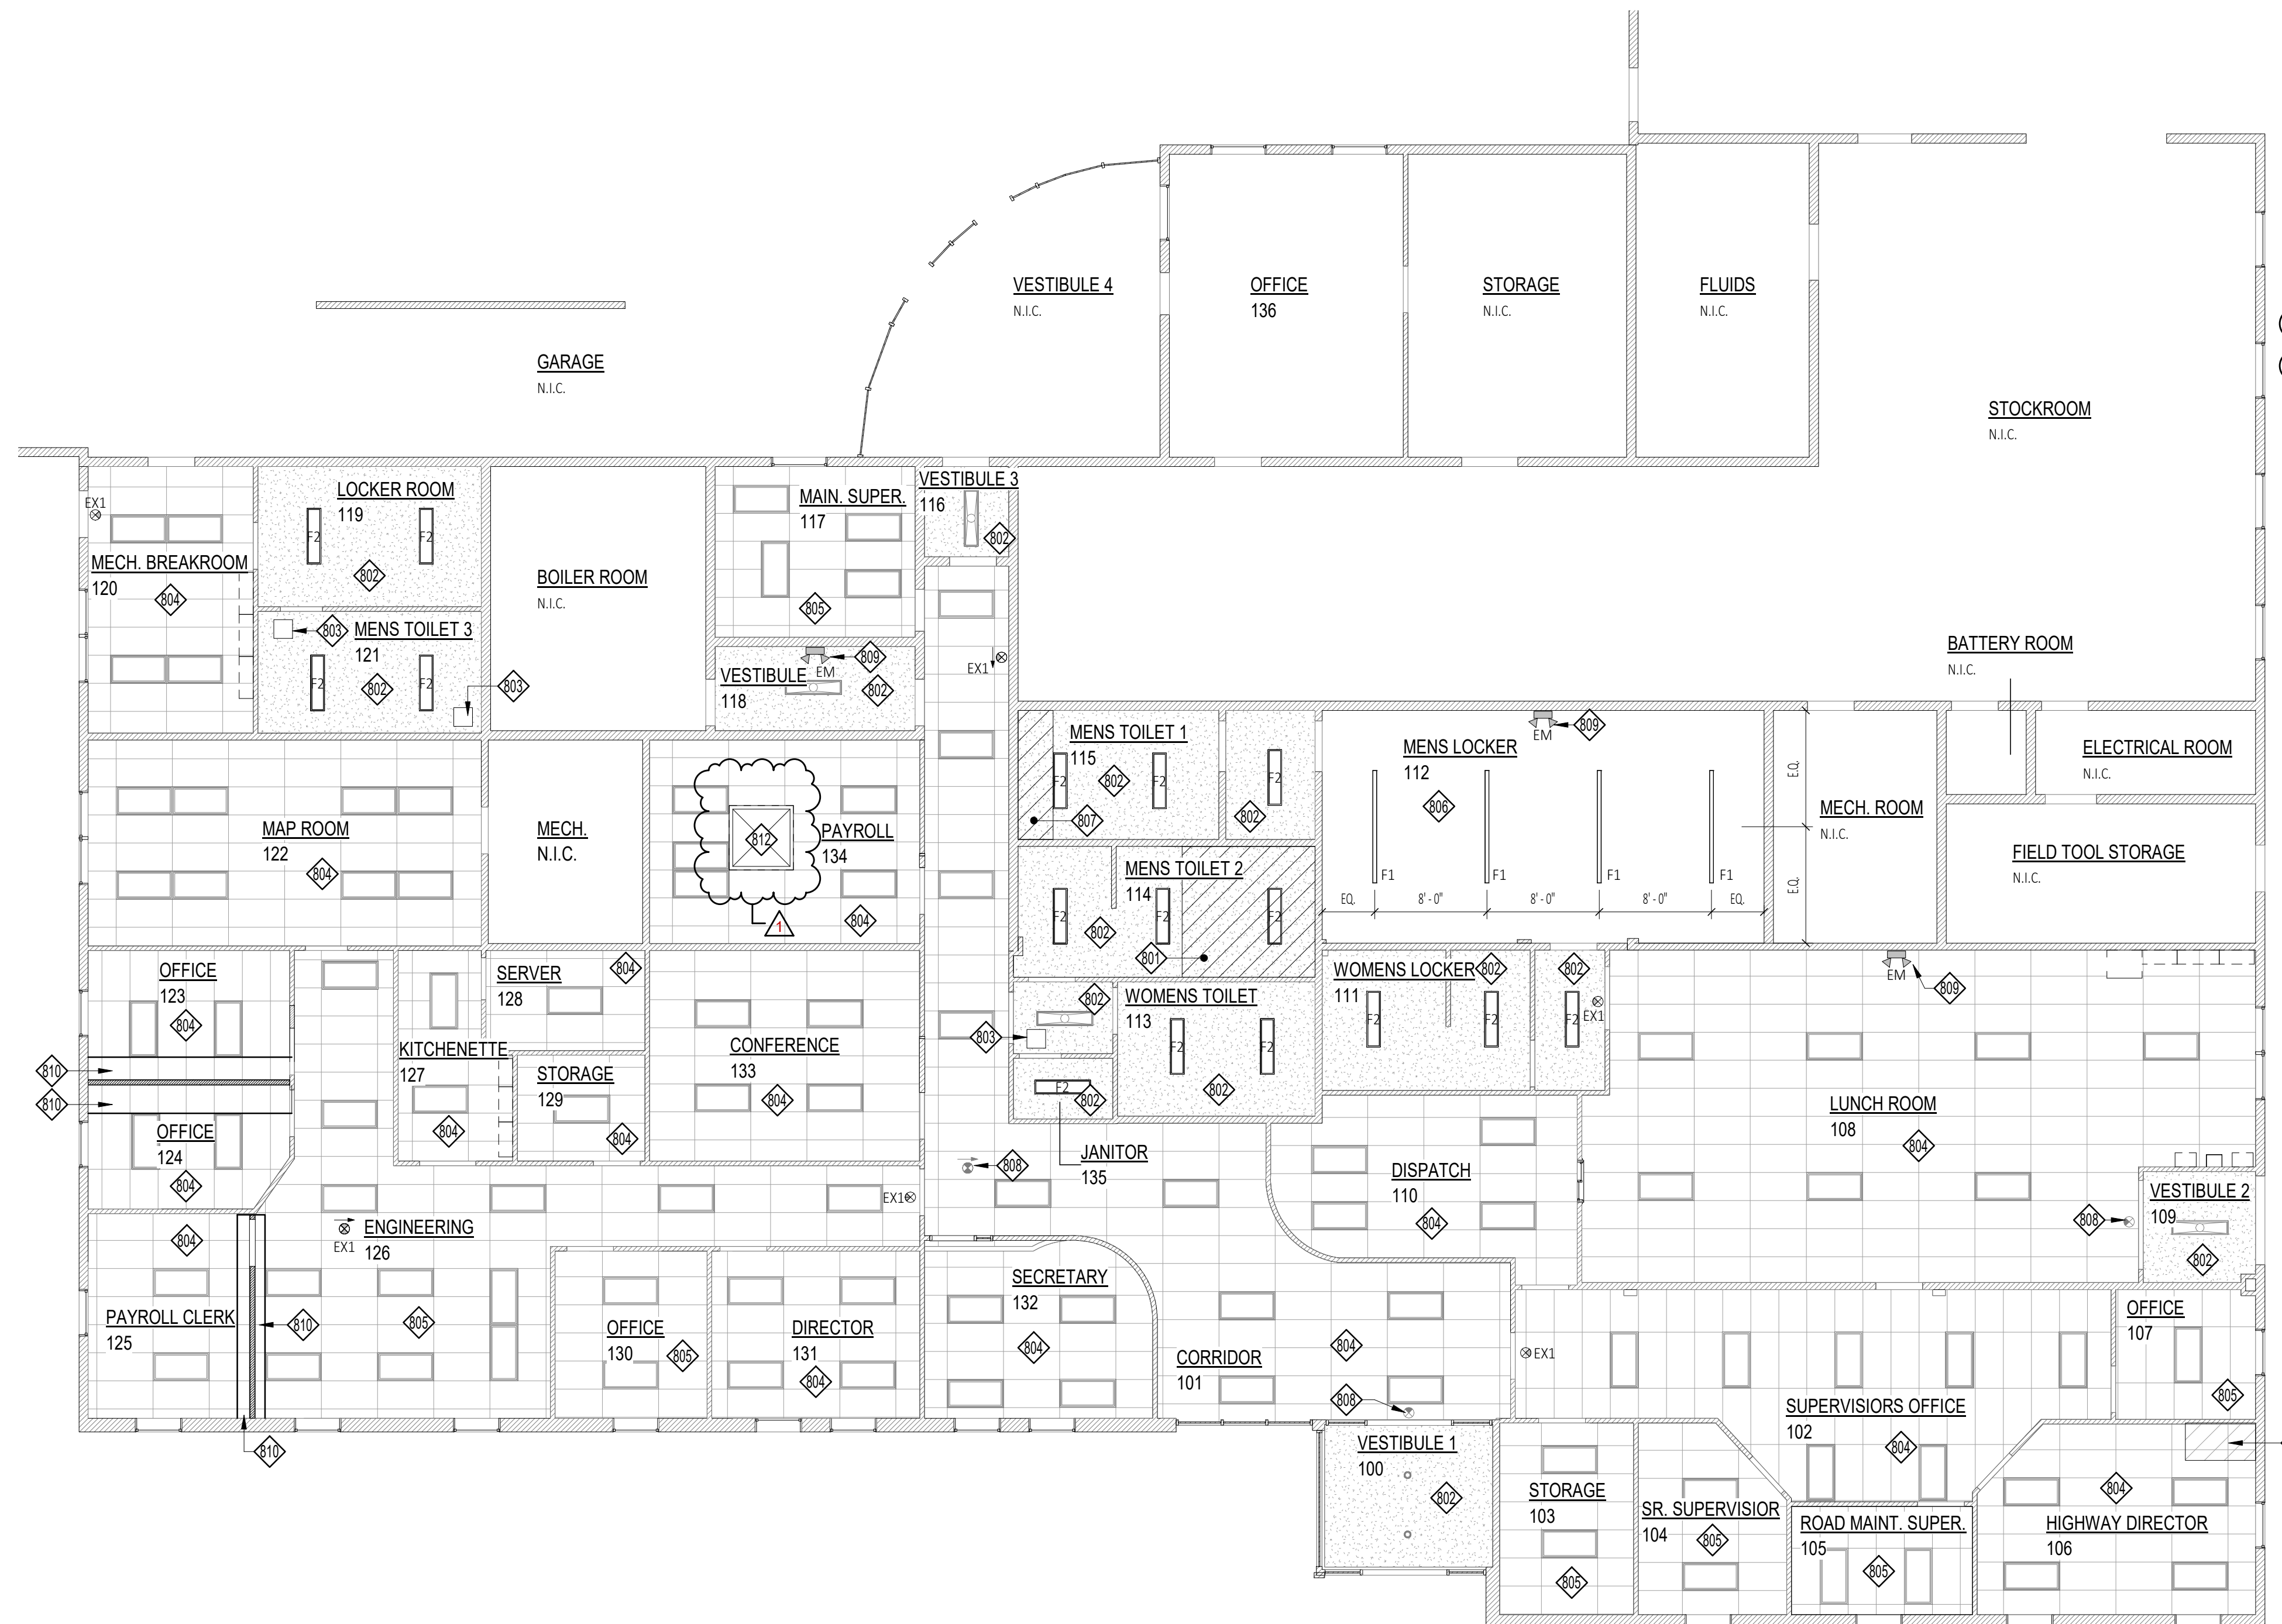 VESTIBULE 4
N.I.C.
OFFICE
136
STORAGE
N.I.C.
FLUIDS
N.I.C.
GARAGE
N.I.C.
STOCKROOM
N.I.C.
EX1
LOCKER ROOM
119
F2
F2
802
MECH. BREAKROOM
120
804
BOILER ROOM
N.I.C.
MAIN. SUPER.
117
805
VESTIBULE 3
116
802
803
MENS TOILET 3
121
F2
802
F2
803
VESTIBULE
118
EM
809
802
EX1
BATTERY ROOM
N.I.C.
MENS TOILET 1
115
F2
802
F2
807
F2
802
MENS LOCKER
112
806
EM
809
F1
F1
F1
F1
EQ.
8' - 0"
8' - 0"
8' - 0"
EQ.
E.Q.
E.Q.
MECH. ROOM
N.I.C.
ELECTRICAL ROOM
N.I.C.
FIELD TOOL STORAGE
N.I.C.
MAP ROOM
122
804
MECH.
N.I.C.
812
PAYROLL
134
1
804
MENS TOILET 2
114
F2
802
F2
F2
801
OFFICE
123
804
810
810
OFFICE
124
804
SERVER
128
804
KITCHENETTE
127
804
STORAGE
129
804
CONFERENCE
133
804
802
803
WOMENS TOILET
113
F2
F2
802
F2
802
JANITOR
135
WOMENS LOCKER
111
802
F2
F2
802
F2
EX1
EM
809
LUNCH ROOM
108
804
808
DISPATCH
110
804
VESTIBULE 2
109
808
802
EX1
804
EX1
ENGINEERING
126
805
PAYROLL CLERK
125
810
810
OFFICE
130
805
DIRECTOR
131
804
SECRETARY
132
804
CORRIDOR
101
804
808
EX1
OFFICE
107
805
SUPERVISIORS OFFICE
102
804
VESTIBULE 1
100
802
STORAGE
103
805
SR. SUPERVISIOR
104
805
ROAD MAINT. SUPER.
105
805
804
HIGHWAY DIRECTOR
106